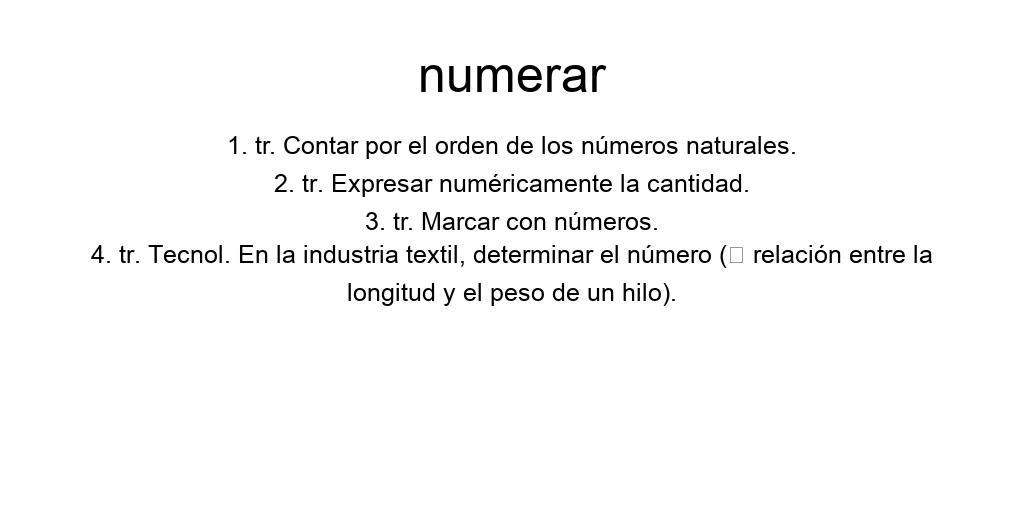 numerar
1. tr. Contar por el orden de los números naturales.
2. tr. Expresar numéricamente la cantidad.
3. tr. Marcar con números.
4. tr. Tecnol. En la industria textil, determinar el número (□ relación entre la
longitud y el peso de un hilo).